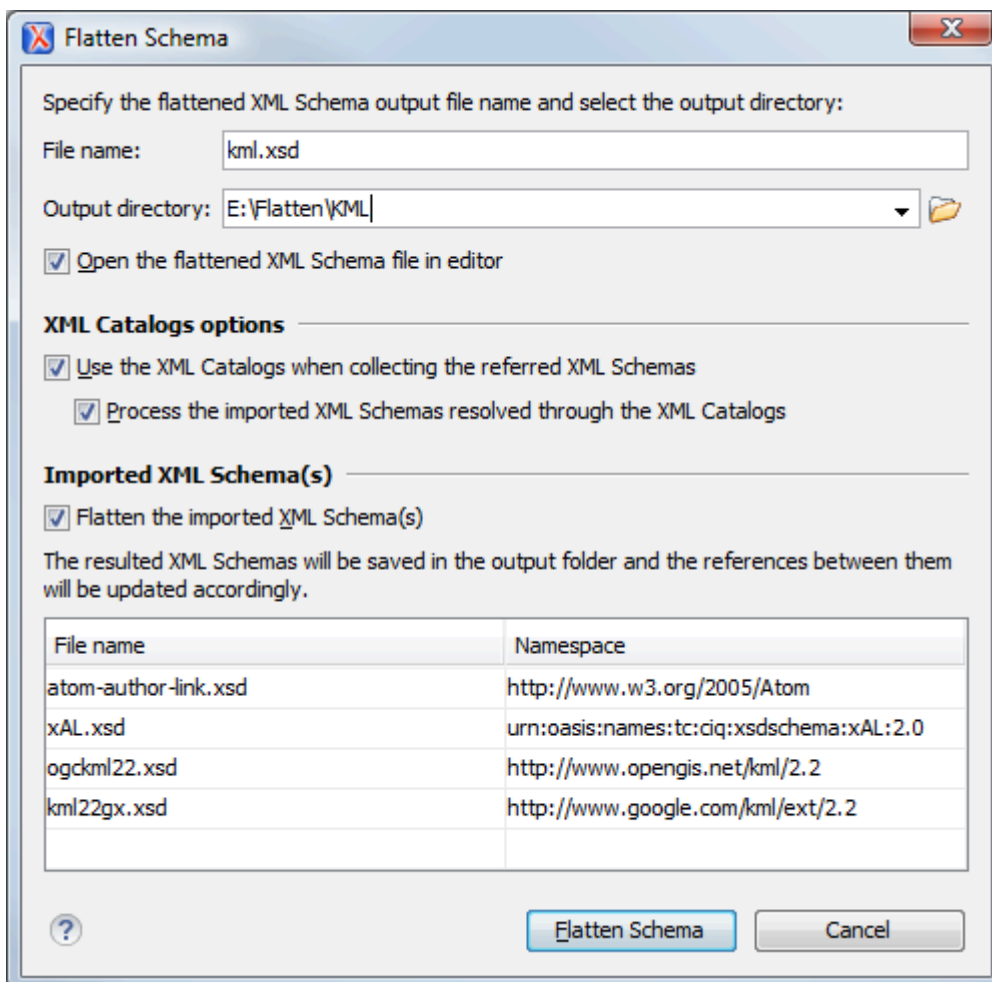 Flatten Schema
Specify the flattened XML Schema output file name and select the output directory:
File name: kml.xsd
Output directory: E:\Flatten\KML
Open the flattened XML Schema file in editor
XML Catalogs options
Use the XML Catalogs when collecting the referred XML Schemas
Process the imported XML Schemas resolved through the XML Catalogs
Imported XML Schema(s)
Flatten the imported XML Schema(s)
The resulted XML Schemas will be saved in the output folder and the references between them
will be updated accordingly.
File name Namespace
atom-author-link.xsd http://www.w3.org/2005/Atom
xAL.xsd urn:oasis:names:tc:ciq:xsdschema:xAL:2.0
ogckml22.xsd http://www.opengis.net/kml/2.2
kml22gx.xsd http://www.google.com/kml/ext/2.2
? Flatten Schema Cancel